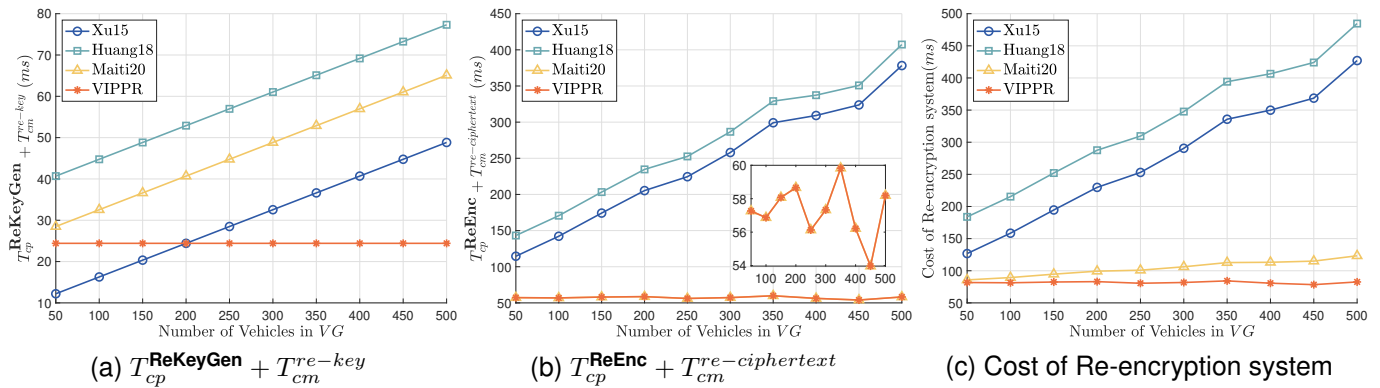 80
70
60
50
40
30
20
10
T_cp^ReKeyGen + T_cm^re-key (ms)
Xu15
Huang18
Maiti20
VIPPR
50 100 150 200 250 300 350 400 450 500
Number of Vehicles in VG
(a) T_cp^ReKeyGen + T_cm^re-key
450
400
350
300
250
200
150
100
50
T_cp^ReEnc + T_cm^re-ciphertext (ms)
Xu15
Huang18
Maiti20
VIPPR
60
58
56
54
100 200 300 400 500
50 100 150 200 250 300 350 400 450 500
Number of Vehicles in VG
(b) T_cp^ReEnc + T_cm^re-ciphertext
500
450
400
350
300
250
200
150
100
50
Cost of Re-encryption system(ms)
Xu15
Huang18
Maiti20
VIPPR
50 100 150 200 250 300 350 400 450 500
Number of Vehicles in VG
(c) Cost of Re-encryption system